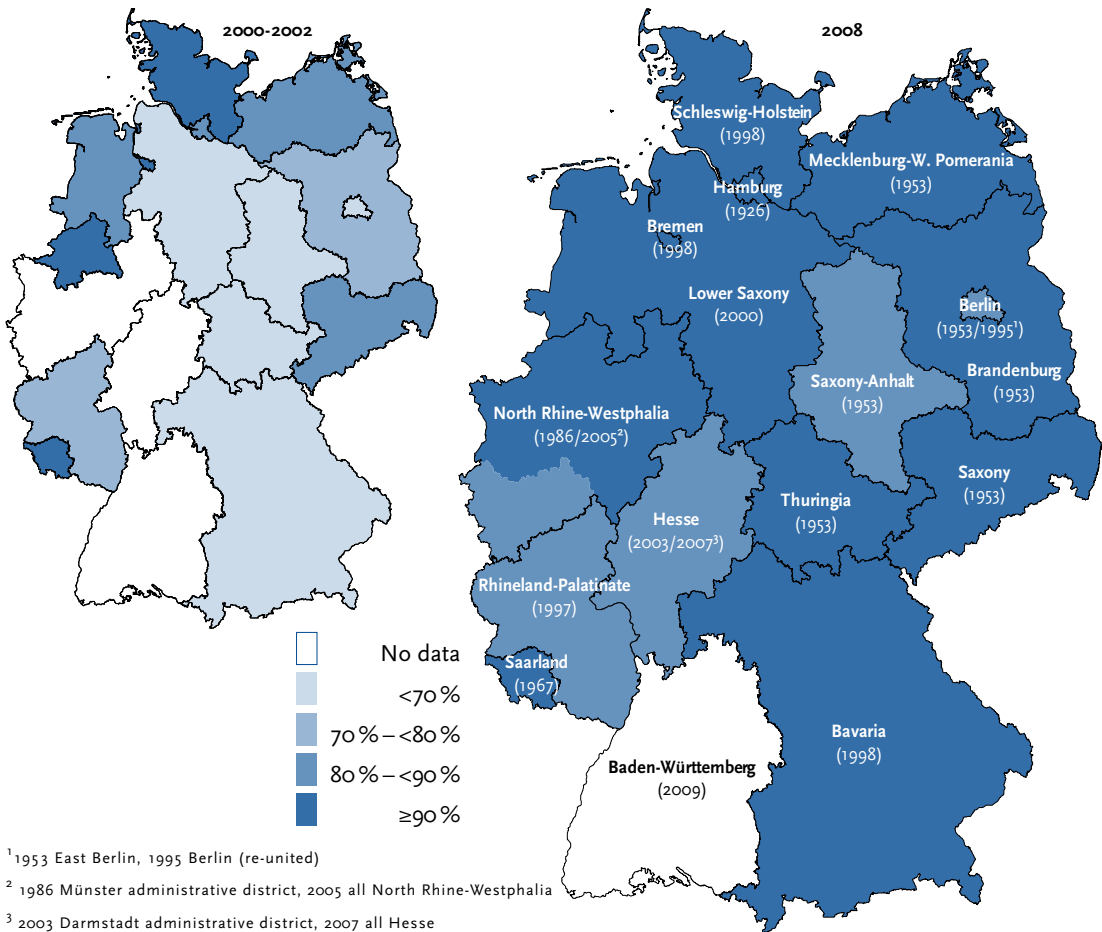 2000-2002
2008
Schleswig-Holstein
(1998)
Mecklenburg-W. Pomerania
(1953)
Hamburg
(1926)
Bremen
(1998)
Lower Saxony
(2000)
Berlin
(1953/1995¹)
Brandenburg
(1953)
Saxony-Anhalt
(1953)
North Rhine-Westphalia
(1986/2005²)
Saxony
(1953)
Thuringia
(1953)
Hesse
(2003/2007³)
Rhineland-Palatinate
(1997)
Saarland
(1967)
Bavaria
(1998)
Baden-Württemberg
(2009)
No data
<70 %
70 % – <80 %
80 % – <90 %
≥90 %
¹ 1953 East Berlin, 1995 Berlin (re-united)
² 1986 Münster administrative district, 2005 all North Rhine-Westphalia
³ 2003 Darmstadt administrative district, 2007 all Hesse